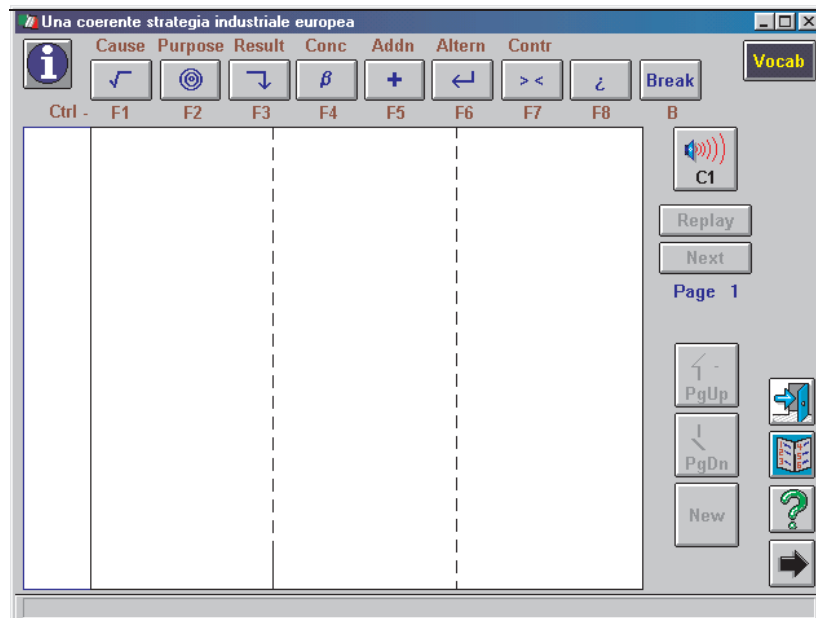 Una coerente strategia industriale europea
Cause Purpose Result Conc Addn Altern Contr
β + > < ¿ Break
Vocab
Ctrl - F1 F2 F3 F4 F5 F6 F7 F8 B
C1
Replay
Next
Page 1
PgUp
PgDn
New